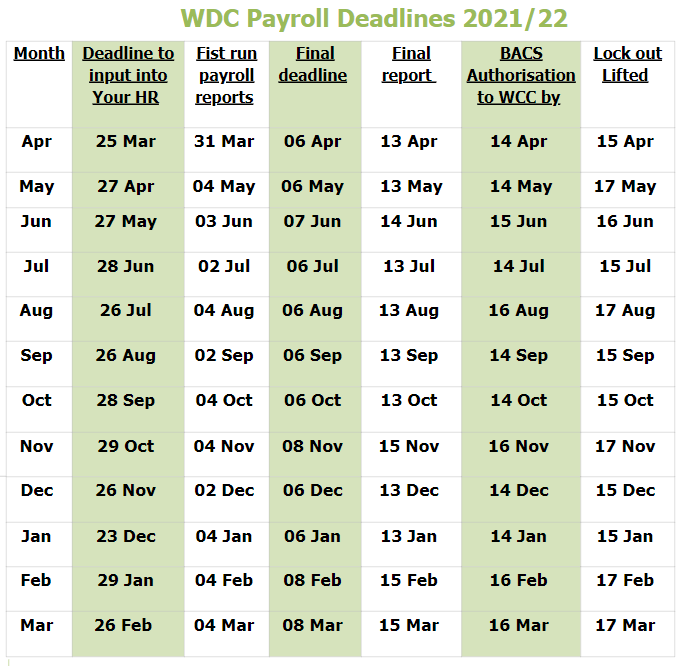 WDC Payroll Deadlines 2021/22
Month Deadline to input into Your HR Fist run payroll reports Final deadline Final report BACS Authorisation to WCC by Lock out Lifted
Apr 25 Mar 31 Mar 06 Apr 13 Apr 14 Apr 15 Apr
May 27 Apr 04 May 06 May 13 May 14 May 17 May
Jun 27 May 03 Jun 07 Jun 14 Jun 15 Jun 16 Jun
Jul 28 Jun 02 Jul 06 Jul 13 Jul 14 Jul 15 Jul
Aug 26 Jul 04 Aug 06 Aug 13 Aug 16 Aug 17 Aug
Sep 26 Aug 02 Sep 06 Sep 13 Sep 14 Sep 15 Sep
Oct 28 Sep 04 Oct 06 Oct 13 Oct 14 Oct 15 Oct
Nov 29 Oct 04 Nov 08 Nov 15 Nov 16 Nov 17 Nov
Dec 26 Nov 02 Dec 06 Dec 13 Dec 14 Dec 15 Dec
Jan 23 Dec 04 Jan 06 Jan 13 Jan 14 Jan 15 Jan
Feb 29 Jan 04 Feb 08 Feb 15 Feb 16 Feb 17 Feb
Mar 26 Feb 04 Mar 08 Mar 15 Mar 16 Mar 17 Mar